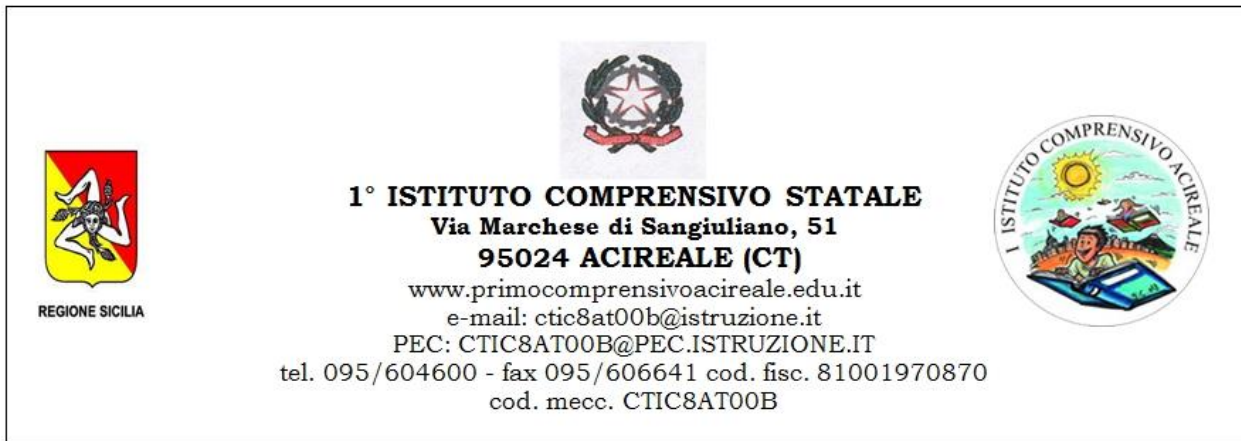 1° ISTITUTO COMPRENSIVO STATALE
Via Marchese di Sangiuliano, 51
95024 ACIREALE (CT)
www.primocomprensivoacireale.edu.it
e-mail: ctic8at00b@istruzione.it
PEC: CTIC8AT00B@PEC.ISTRUZIONE.IT
tel. 095/604600 - fax 095/606641 cod. fisc. 81001970870
cod. mecc. CTIC8AT00B
REGIONE SICILIA
I ISTITUTO COMPRENSIVO ACIREALE